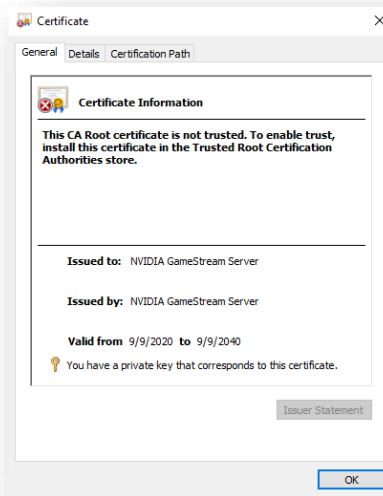 Certificate
General
Details
Certification Path
Certificate Information
This CA Root certificate is not trusted. To enable trust,
install this certificate in the Trusted Root Certification
Authorities store.
Issued to: NVIDIA GameStream Server
Issued by: NVIDIA GameStream Server
Valid from 9/9/2020 to 9/9/2040
You have a private key that corresponds to this certificate.
Issuer Statement
OK